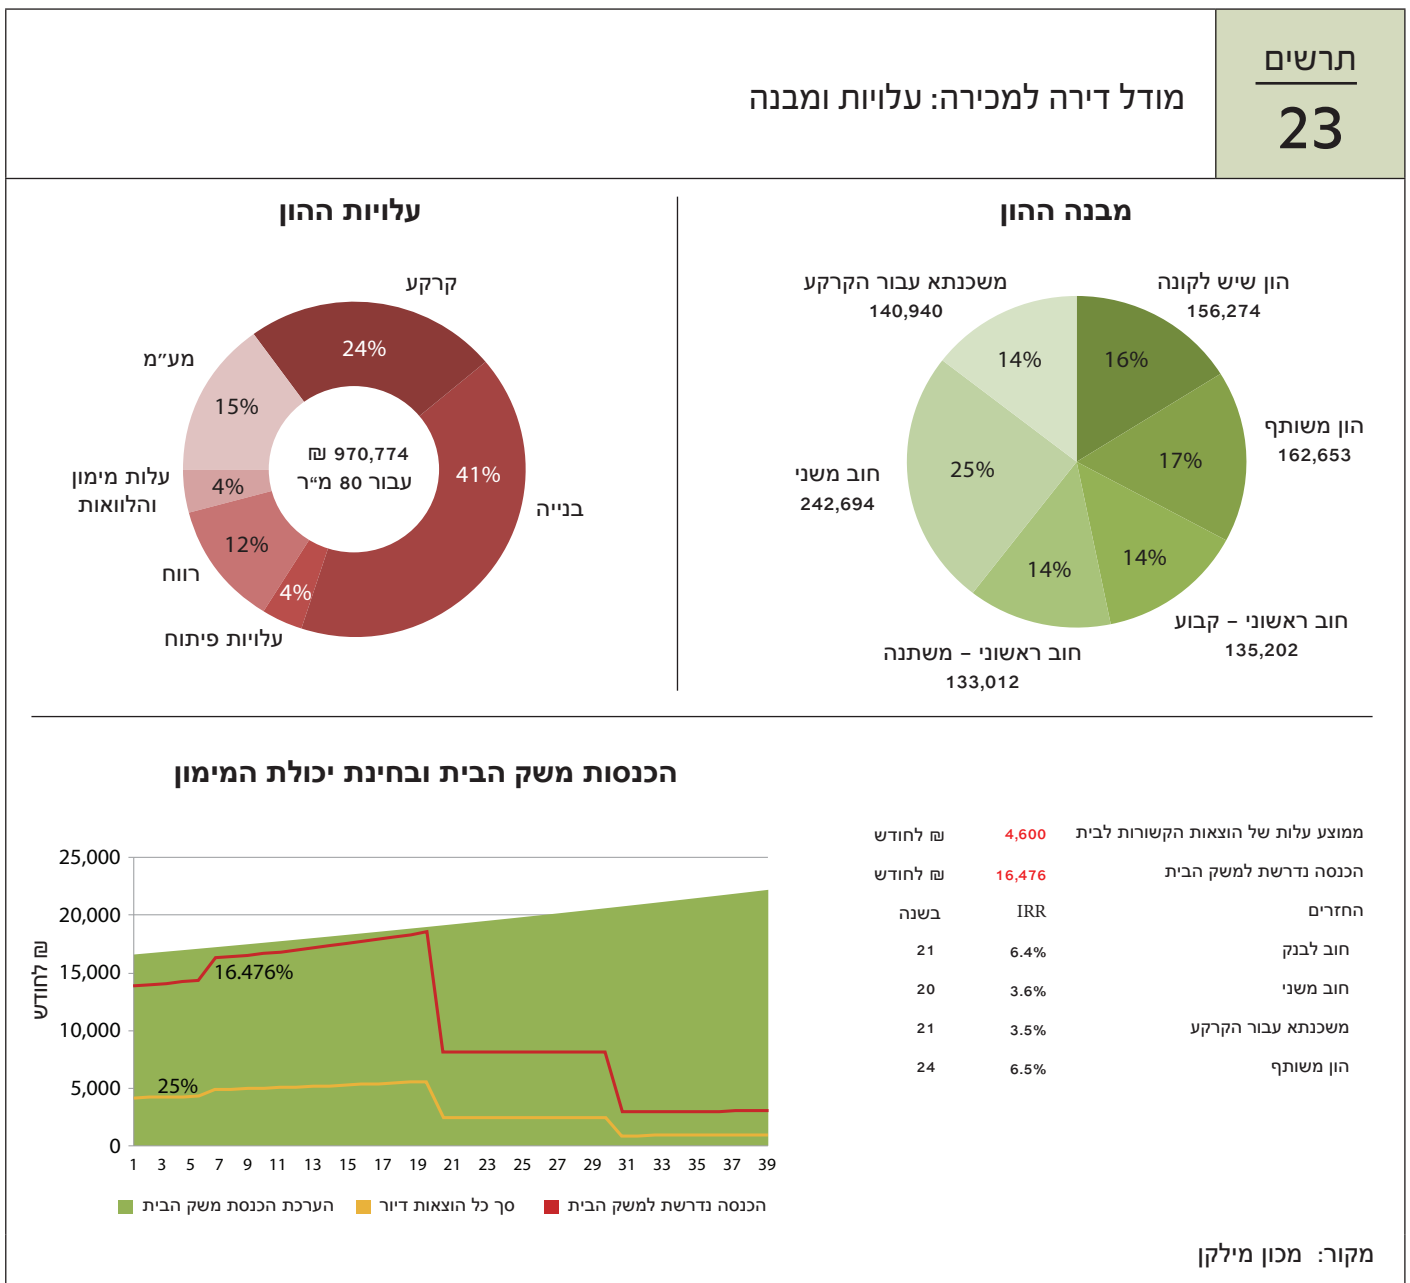 תרשים
23
מודל דירה למכירה: עלויות ומבנה
מבנה ההון
הון שיש לקונה
156,274
16%
הון משותף
162,653
17%
חוב ראשוני – קבוע
135,202
14%
חוב ראשוני – משתנה
133,012
14%
חוב משני
242,694
25%
משכנתא עבור הקרקע
140,940
14%
עלויות ההון
קרקע
24%
בנייה
41%
עלויות פיתוח
4%
רווח
12%
עלות מימון
והלוואות
4%
מע״מ
15%
970,774 ₪
עבור 80 מ״ר
הכנסות משק הבית ובחינת יכולת המימון
ממוצע עלות של הוצאות הקשורות לבית 4,600 ₪ לחודש
הכנסה נדרשת למשק הבית 16,476 ₪ לחודש
החזרים IRR בשנה
חוב לבנק 6.4% 21
חוב משני 3.6% 20
משכנתא עבור הקרקע 3.5% 21
הון משותף 6.5% 24
₪ לחודש
25,000
20,000
15,000
10,000
5,000
0
16.476%
25%
1 3 5 7 9 11 13 15 17 19 21 23 25 27 29 31 33 35 37 39
הכנסה נדרשת למשק הבית סך כל הוצאות דיור הערכת הכנסת משק הבית
מקור: מכון מילקן